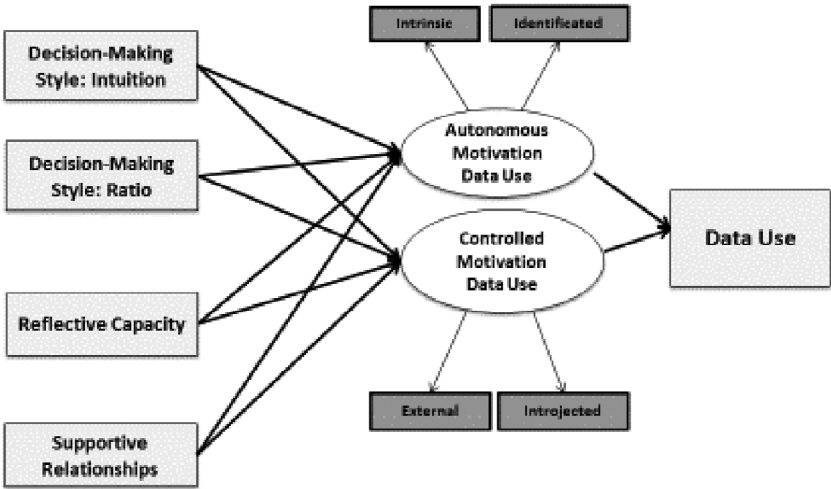 Intrinsic
Identificated
Decision-Making
Style: Intuition
Decision-Making
Style: Ratio
Reflective Capacity
Supportive
Relationships
Autonomous
Motivation
Data Use
Controlled
Motivation
Data Use
External
Introjected
Data Use